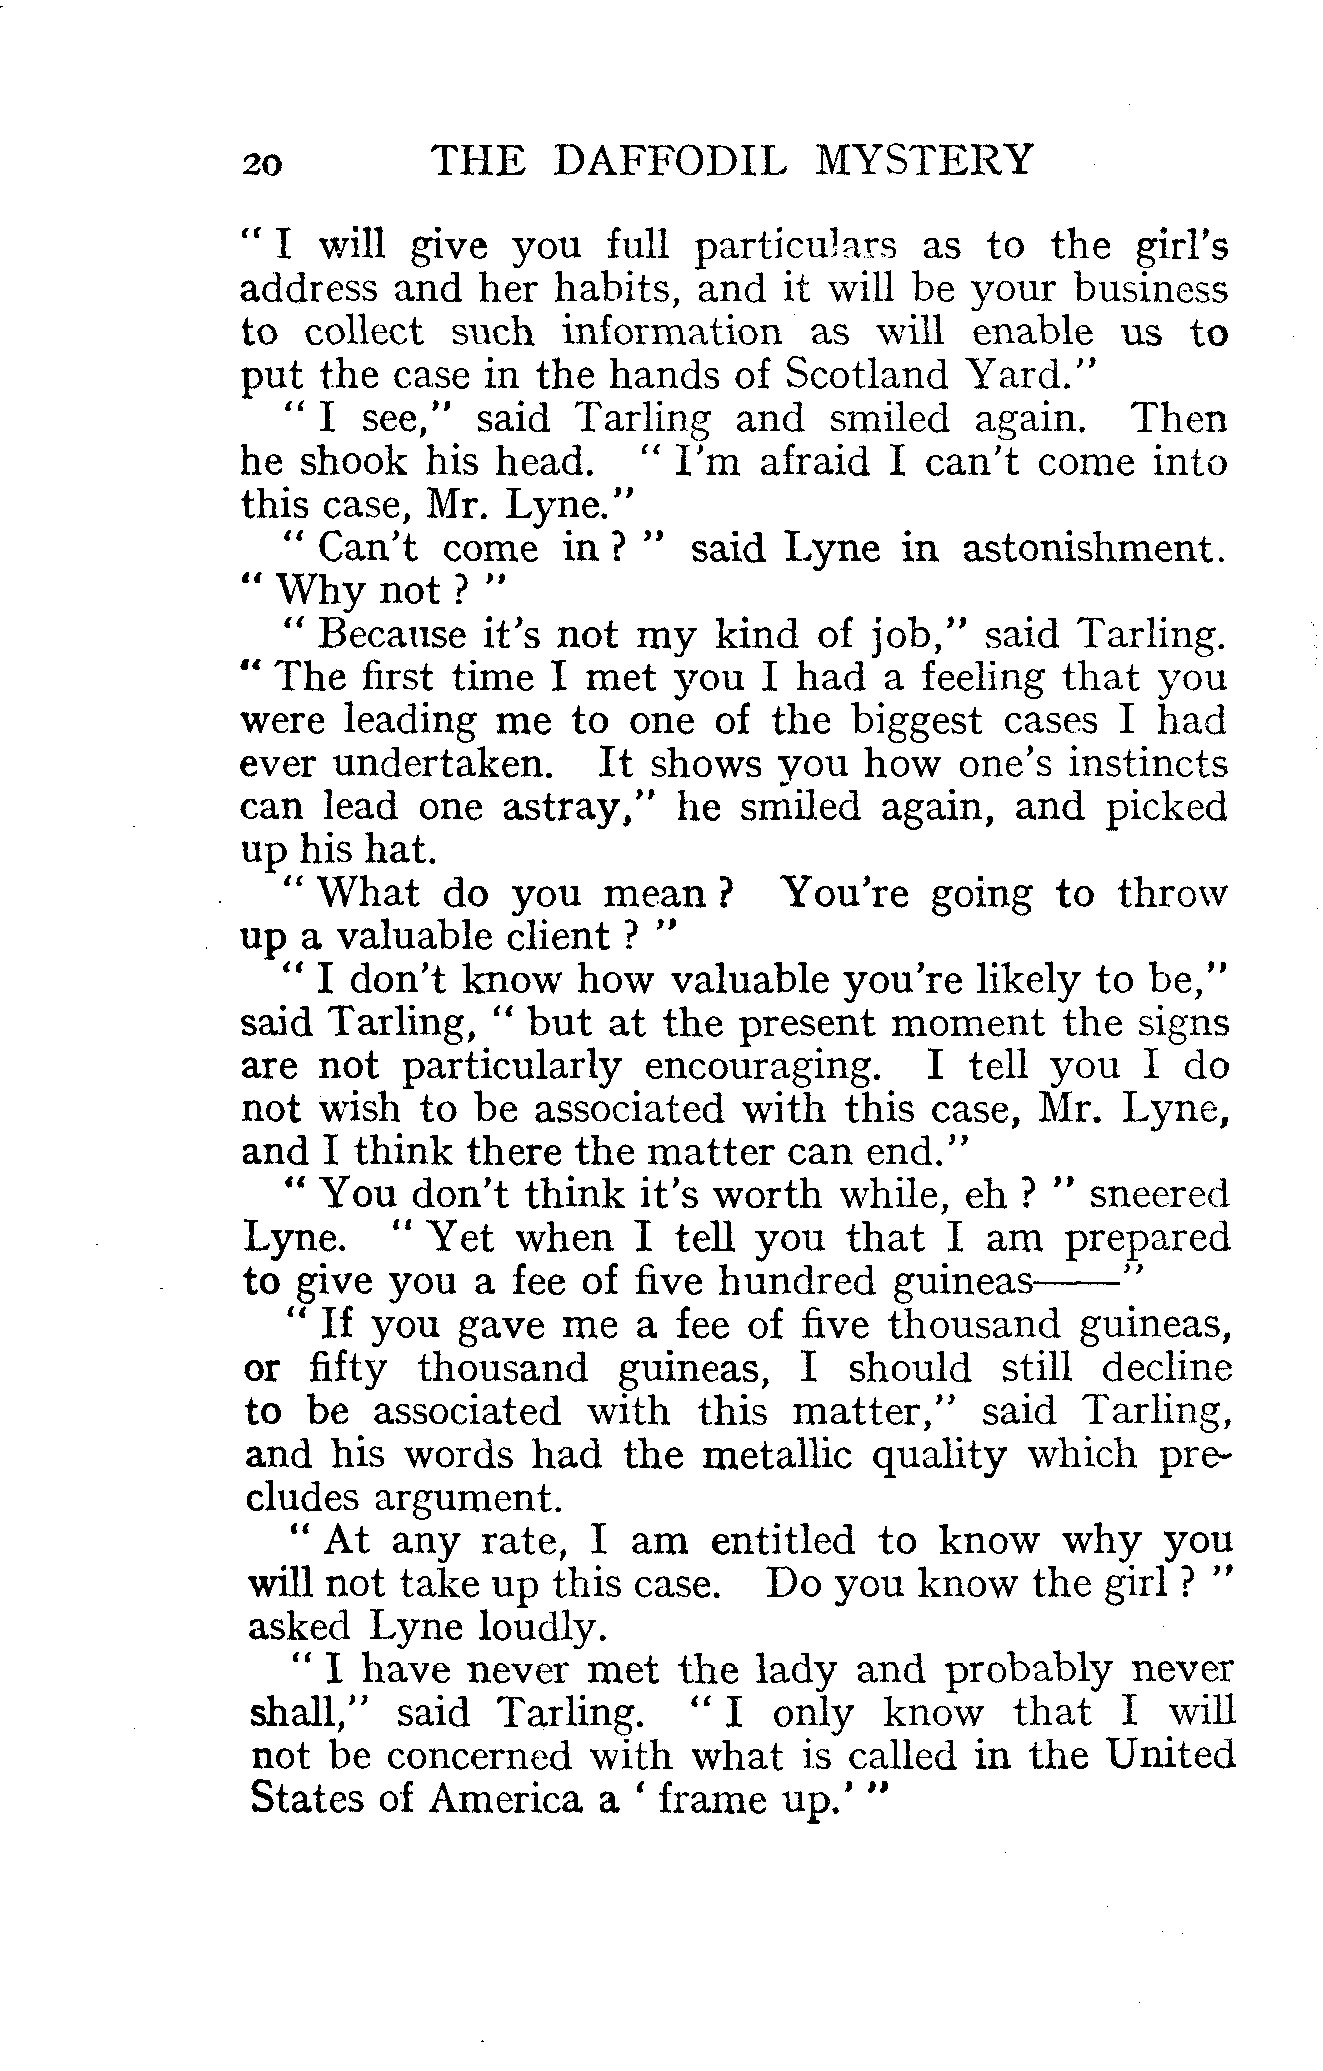 20 THE DAFFODIL MYSTERY
“ I will give you full particulars as to the girl’s
address and her habits, and it will be your business
to collect such information as will enable us to
put the case in the hands of Scotland Yard.”
“ I see,” said Tarling and smiled again. Then
he shook his head. “ I’m afraid I can’t come into
this case, Mr. Lyne.”
“ Can’t come in ? ” said Lyne in astonishment.
“ Why not ? ”
“ Because it’s not my kind of job,” said Tarling.
“ The first time I met you I had a feeling that you
were leading me to one of the biggest cases I had
ever undertaken. It shows you how one’s instincts
can lead one astray,” he smiled again, and picked
up his hat.
“ What do you mean ? You’re going to throw
up a valuable client ? ”
“ I don’t know how valuable you’re likely to be,”
said Tarling, “ but at the present moment the signs
are not particularly encouraging. I tell you I do
not wish to be associated with this case, Mr. Lyne,
and I think there the matter can end.”
“ You don’t think it’s worth while, eh ? ” sneered
Lyne. “ Yet when I tell you that I am prepared
to give you a fee of five hundred guineas——”
“ If you gave me a fee of five thousand guineas,
or fifty thousand guineas, I should still decline
to be associated with this matter,” said Tarling,
and his words had the metallic quality which pre-
cludes argument.
“ At any rate, I am entitled to know why you
will not take up this case. Do you know the girl ? ”
asked Lyne loudly.
“ I have never met the lady and probably never
shall,” said Tarling. “ I only know that I will
not be concerned with what is called in the United
States of America a ‘ frame up.’ ”